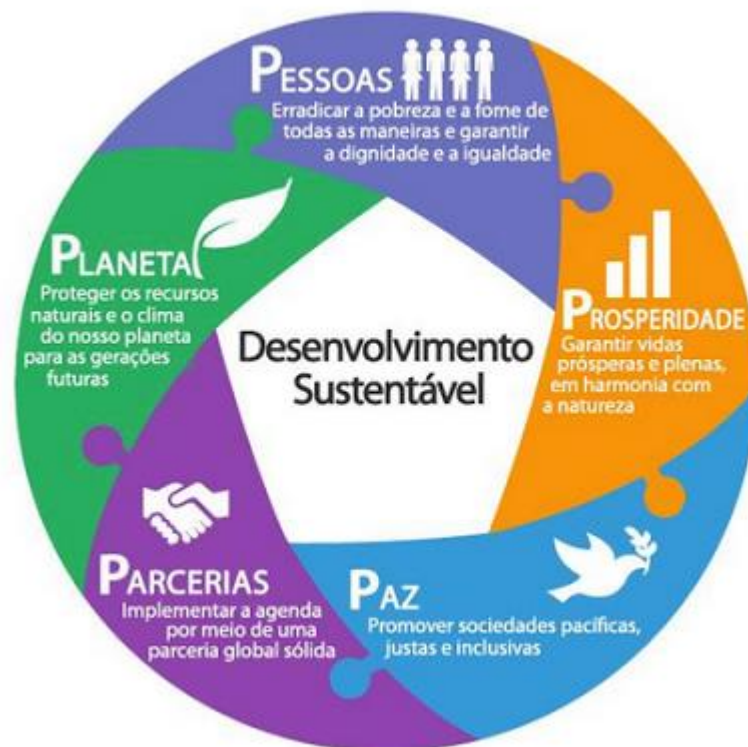 PESSOAS
Erradicar a pobreza e a fome de
todas as maneiras e garantir
a dignidade e a igualdade
PLANETA
Proteger os recursos
naturais e o clima
do nosso planeta
para as gerações
futuras
PROSPERIDADE
Garantir vidas
prósperas e plenas,
em harmonia com
a natureza
Desenvolvimento
Sustentável
PARCERIAS
Implementar a agenda
por meio de uma
parceria global sólida
PAZ
Promover sociedades pacíficas,
justas e inclusivas